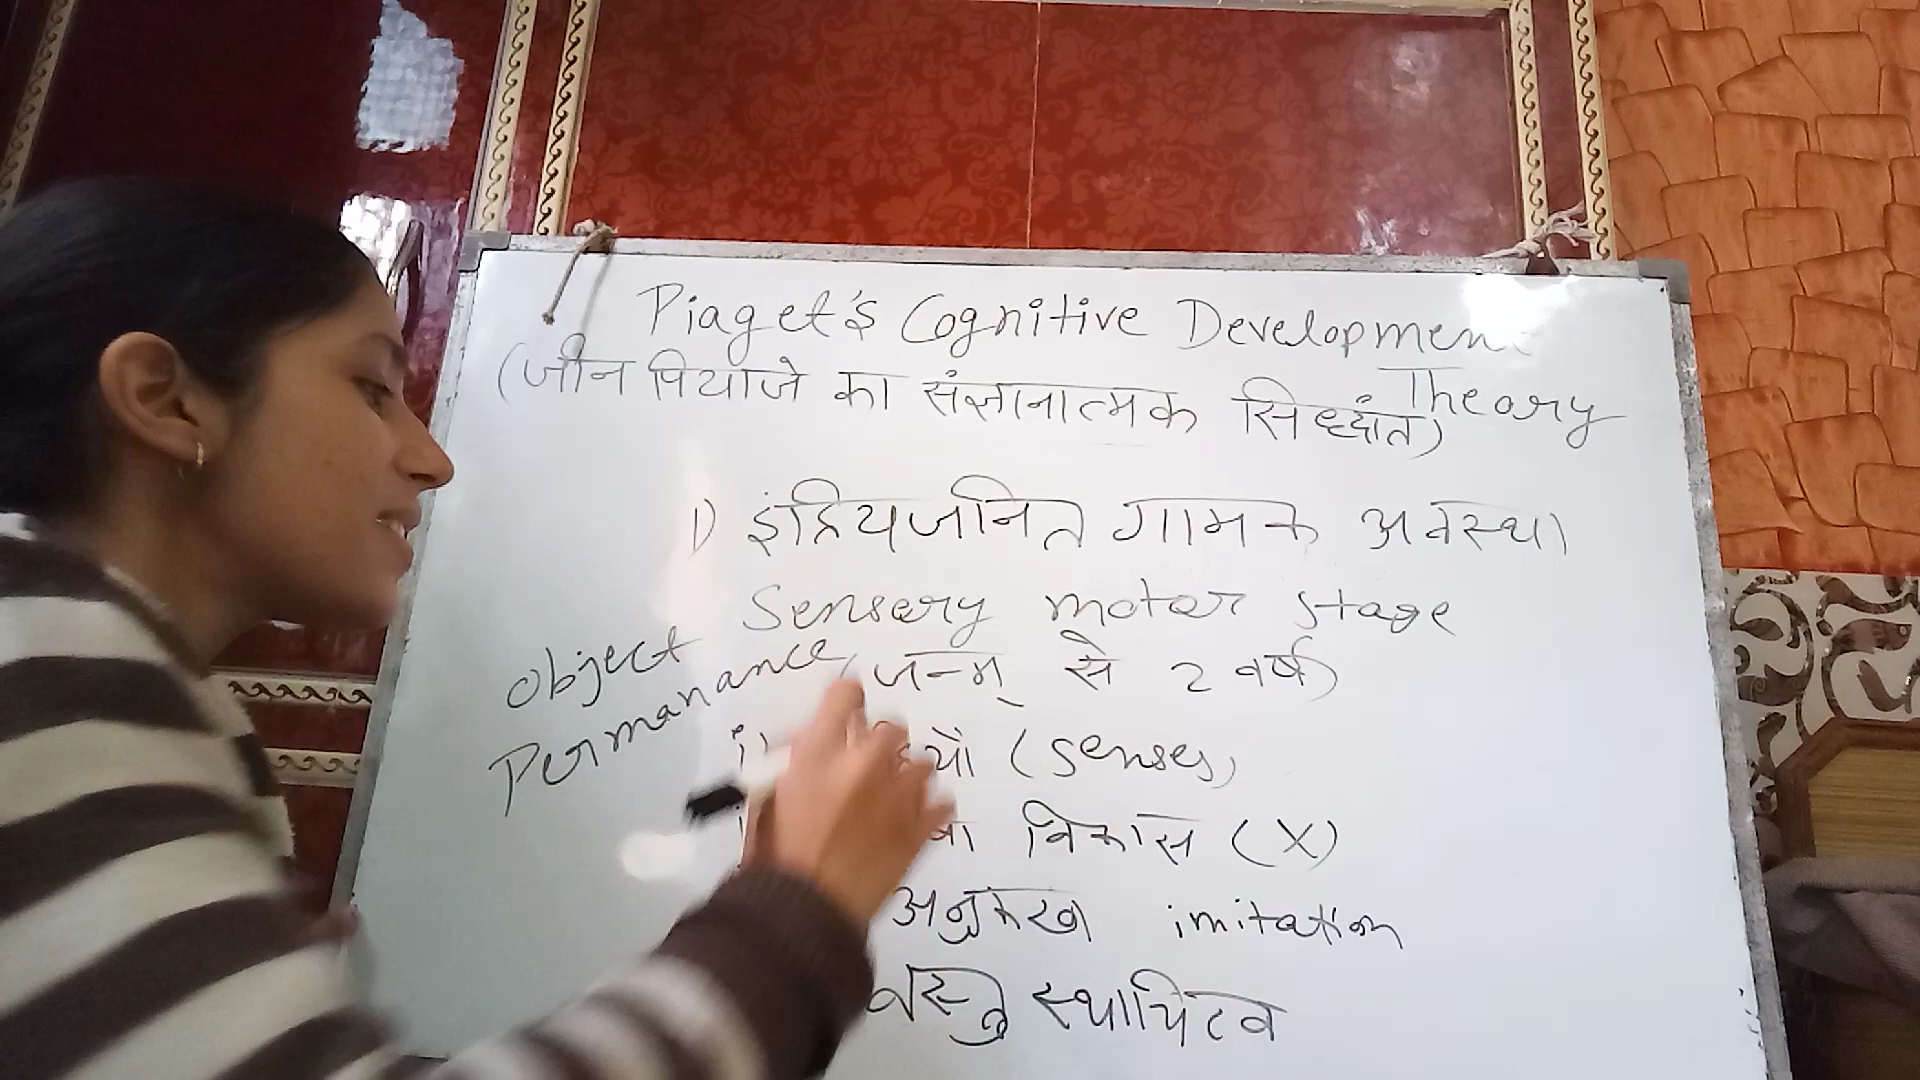 Piaget's Cognitive Developmen
Theory
(जीन पियाजे का संज्ञानात्मक सिध्दांत)
1) इंद्रियजनित गामक अवस्था
Sensory motor stage
(जन्म् से 2 वर्ष)
Object
Permanance
i) यों (senses)
विकास (X)
अनुकरण imitation
वस्तु स्थायित्व